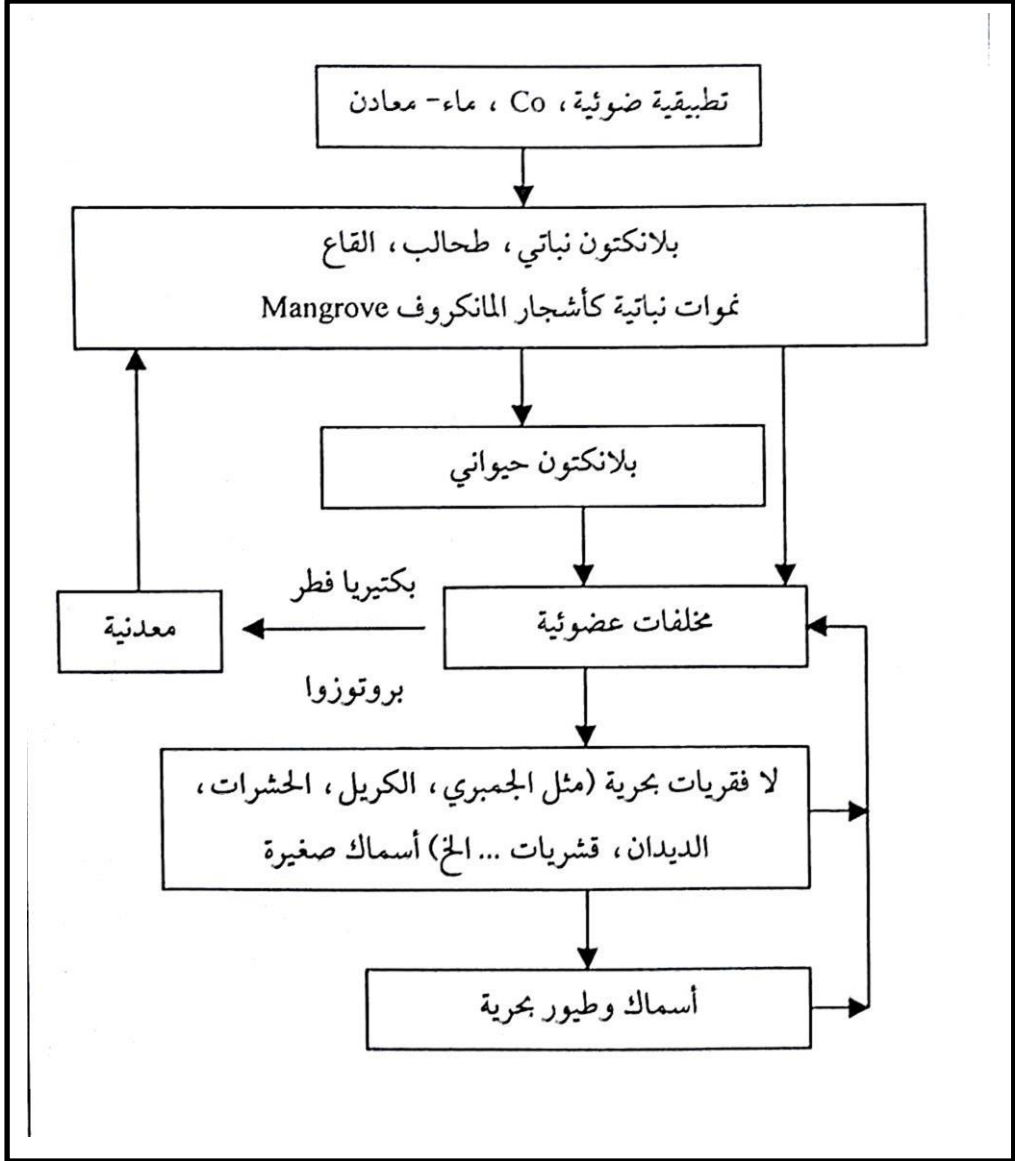 تطبيقية ضوئية، Co ، ماء- معادن
بلانكتون نباتي، طحالب، القاع
نموات نباتية كأشجار المانكروف Mangrove
بلانكتون حيواني
بكتيريا فطر
مخلفات عضوئية
معدنية
بروتوزوا
لا فقريات بحرية (مثل الجمبري، الكريل، الحشرات،
الديدان، قشريات ... الخ) أسماك صغيرة
أسماك وطيور بحرية